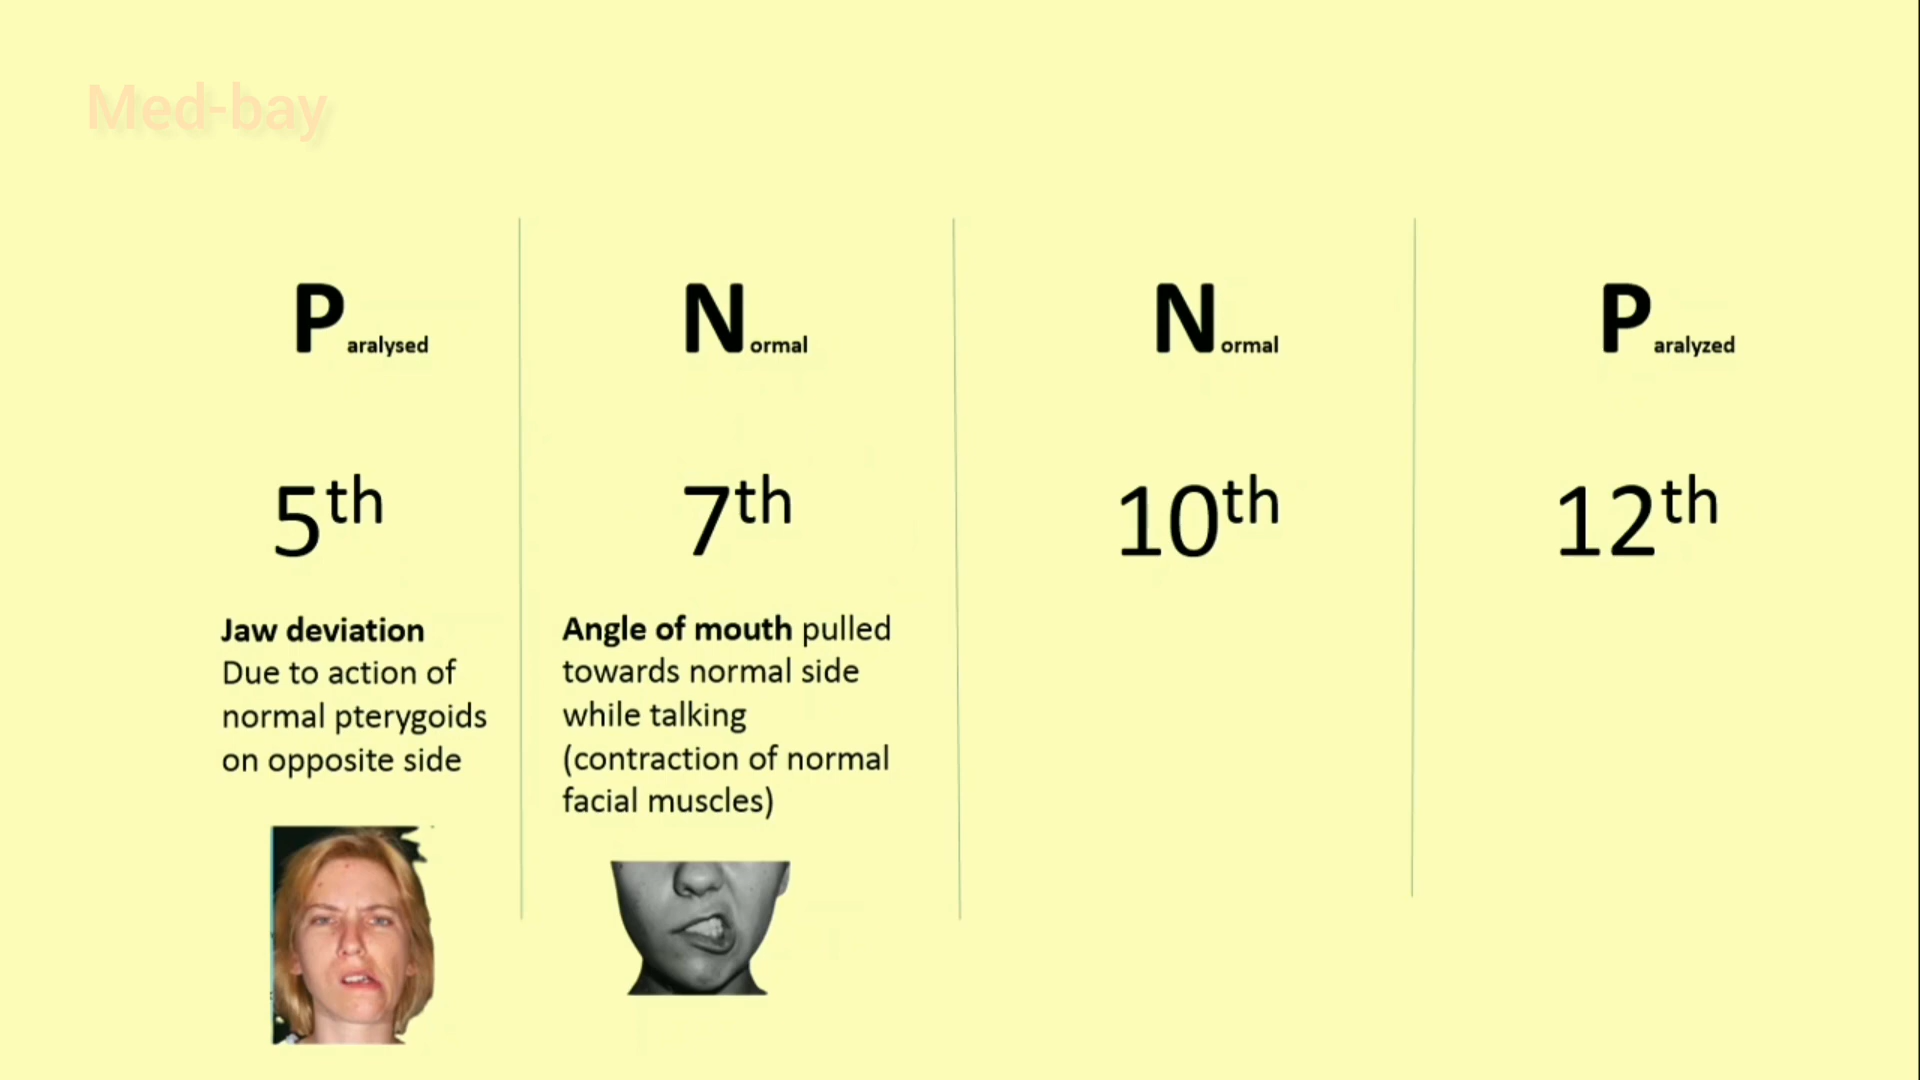 Med-bay
Paralysed
Normal
Normal
Paralyzed
5th
7th
10th
12th
Jaw deviation
Due to action of
normal pterygoids
on opposite side
Angle of mouth pulled
towards normal side
while talking
(contraction of normal
facial muscles)